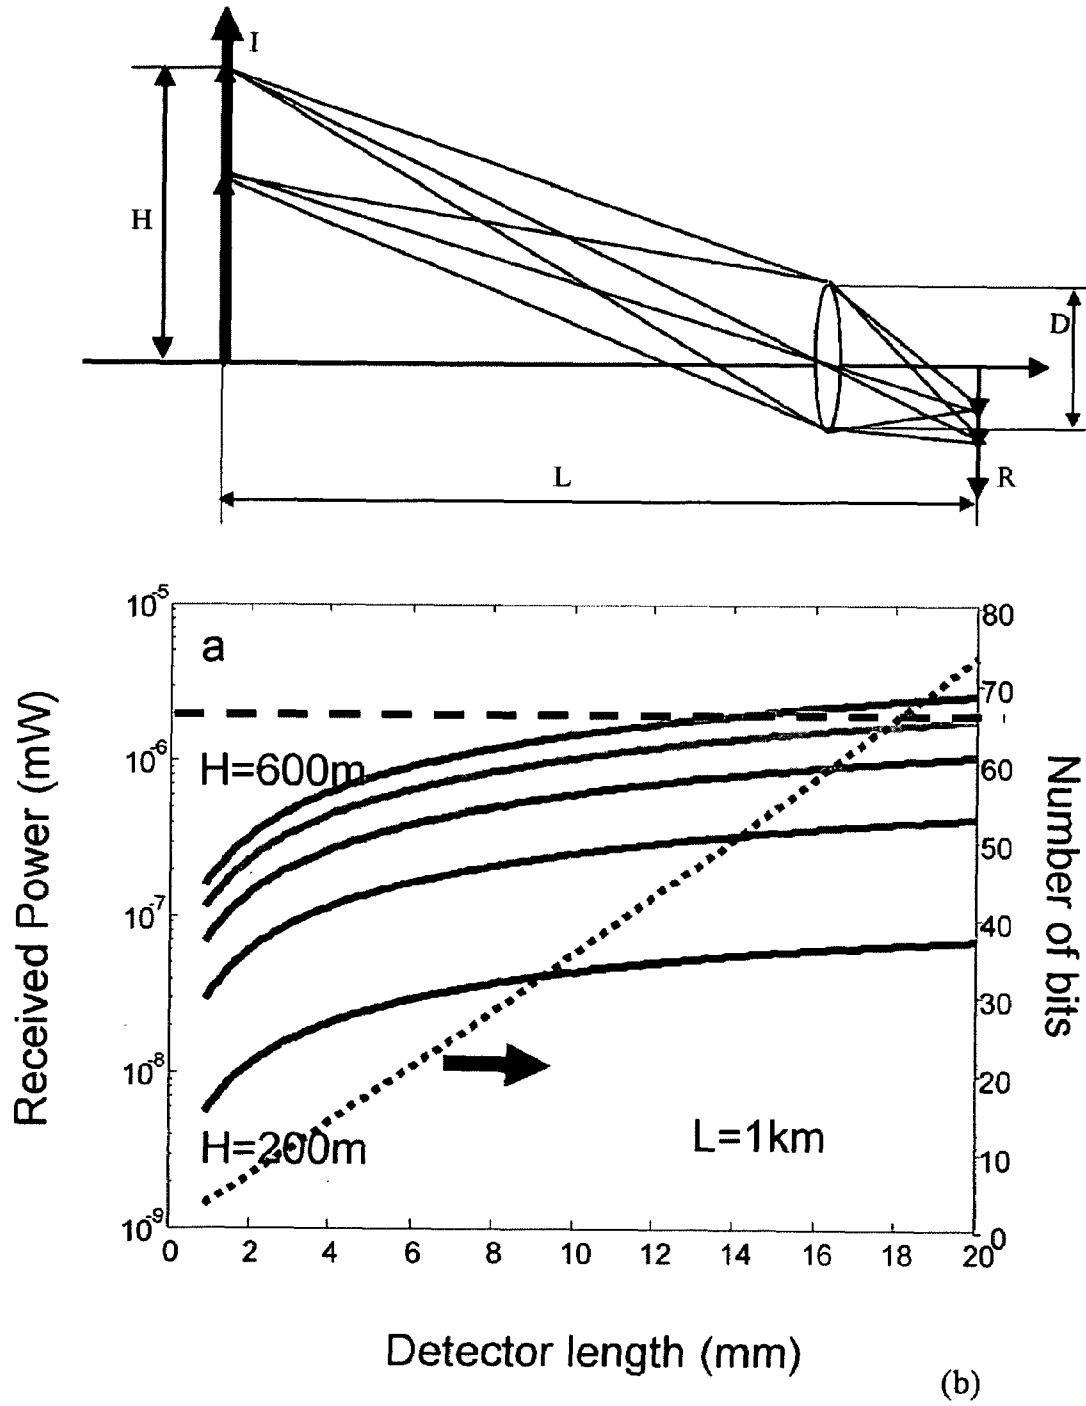 I
H
D
L
R
10-5
10-6
10-7
10-8
10-9
Received Power (mW)
a
H=600m
H=200m
L=1km
80
70
60
50
40
30
20
10
0
Number of bits
0 2 4 6 8 10 12 14 16 18 20
Detector length (mm)
(b)